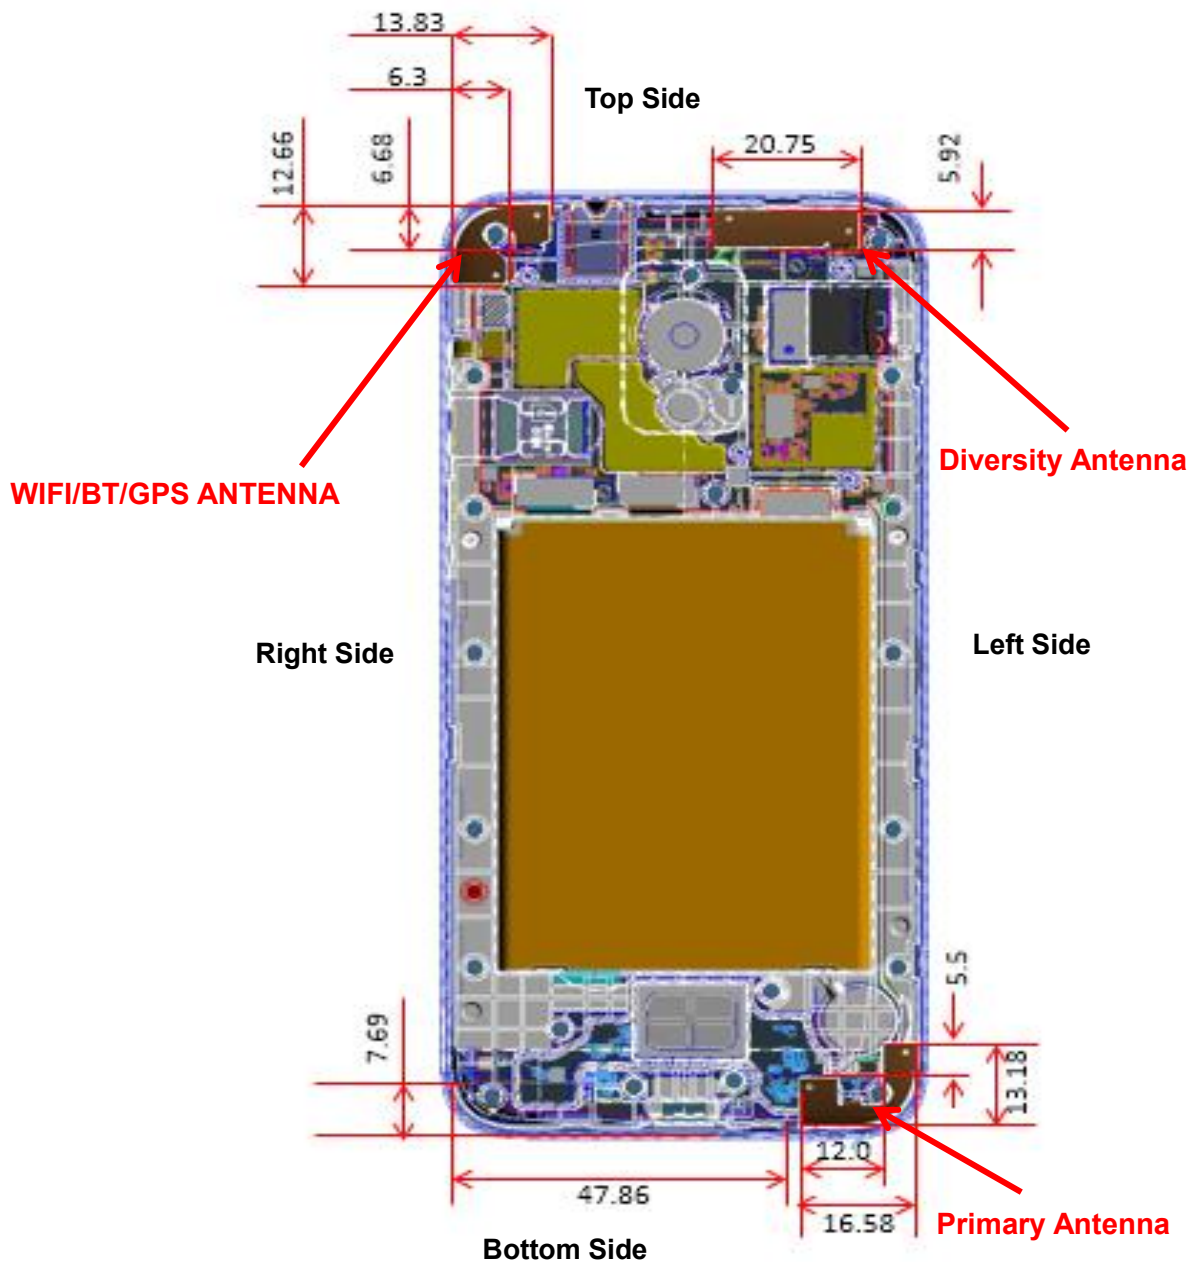 13.83
6.3
Top Side
12.66
6.68
20.75
5.92
Diversity Antenna
WIFI/BT/GPS ANTENNA
Right Side
Left Side
5.5
7.69
13.18
12.0
47.86
16.58
Primary Antenna
Bottom Side